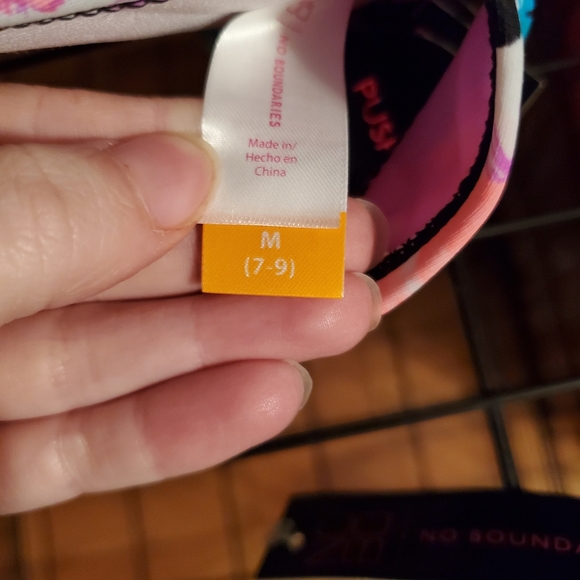 NO BOUNDARIES
Made in/
Hecho en
China
M
(7-9)
PUSH
NO BOUNDA